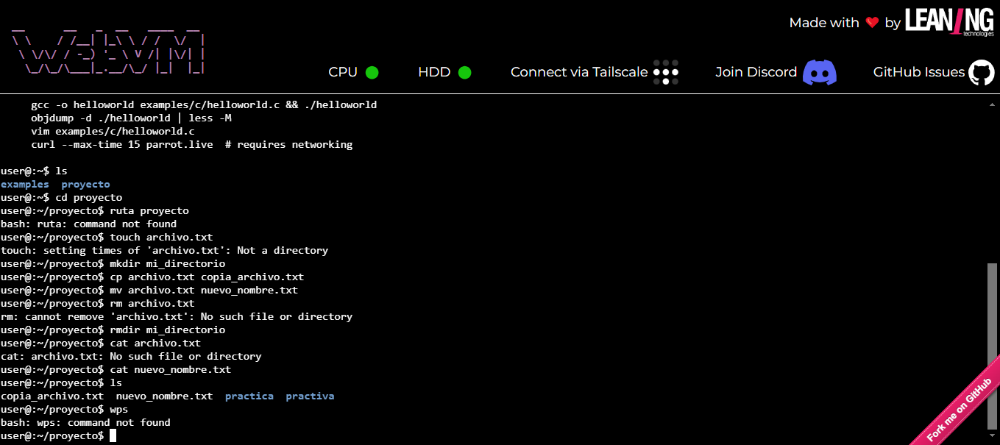 Made with ❤ by LEANING technologies
WebVM
CPU HDD Connect via Tailscale Join Discord GitHub Issues
gcc -o helloworld examples/c/helloworld.c && ./helloworld
objdump -d ./helloworld | less -M
vim examples/c/helloworld.c
curl --max-time 15 parrot.live  # requires networking
user@:~$ ls
examples  proyecto
user@:~$ cd proyecto
user@:~/proyecto$ ruta proyecto
bash: ruta: command not found
user@:~/proyecto$ touch archivo.txt
touch: setting times of 'archivo.txt': Not a directory
user@:~/proyecto$ mkdir mi_directorio
user@:~/proyecto$ cp archivo.txt copia_archivo.txt
user@:~/proyecto$ mv archivo.txt nuevo_nombre.txt
user@:~/proyecto$ rm archivo.txt
rm: cannot remove 'archivo.txt': No such file or directory
user@:~/proyecto$ rmdir mi_directorio
user@:~/proyecto$ cat archivo.txt
cat: archivo.txt: No such file or directory
user@:~/proyecto$ cat nuevo_nombre.txt
user@:~/proyecto$ ls
copia_archivo.txt  nuevo_nombre.txt  practica  practiva
user@:~/proyecto$ wps
bash: wps: command not found
user@:~/proyecto$
Fork me on GitHub